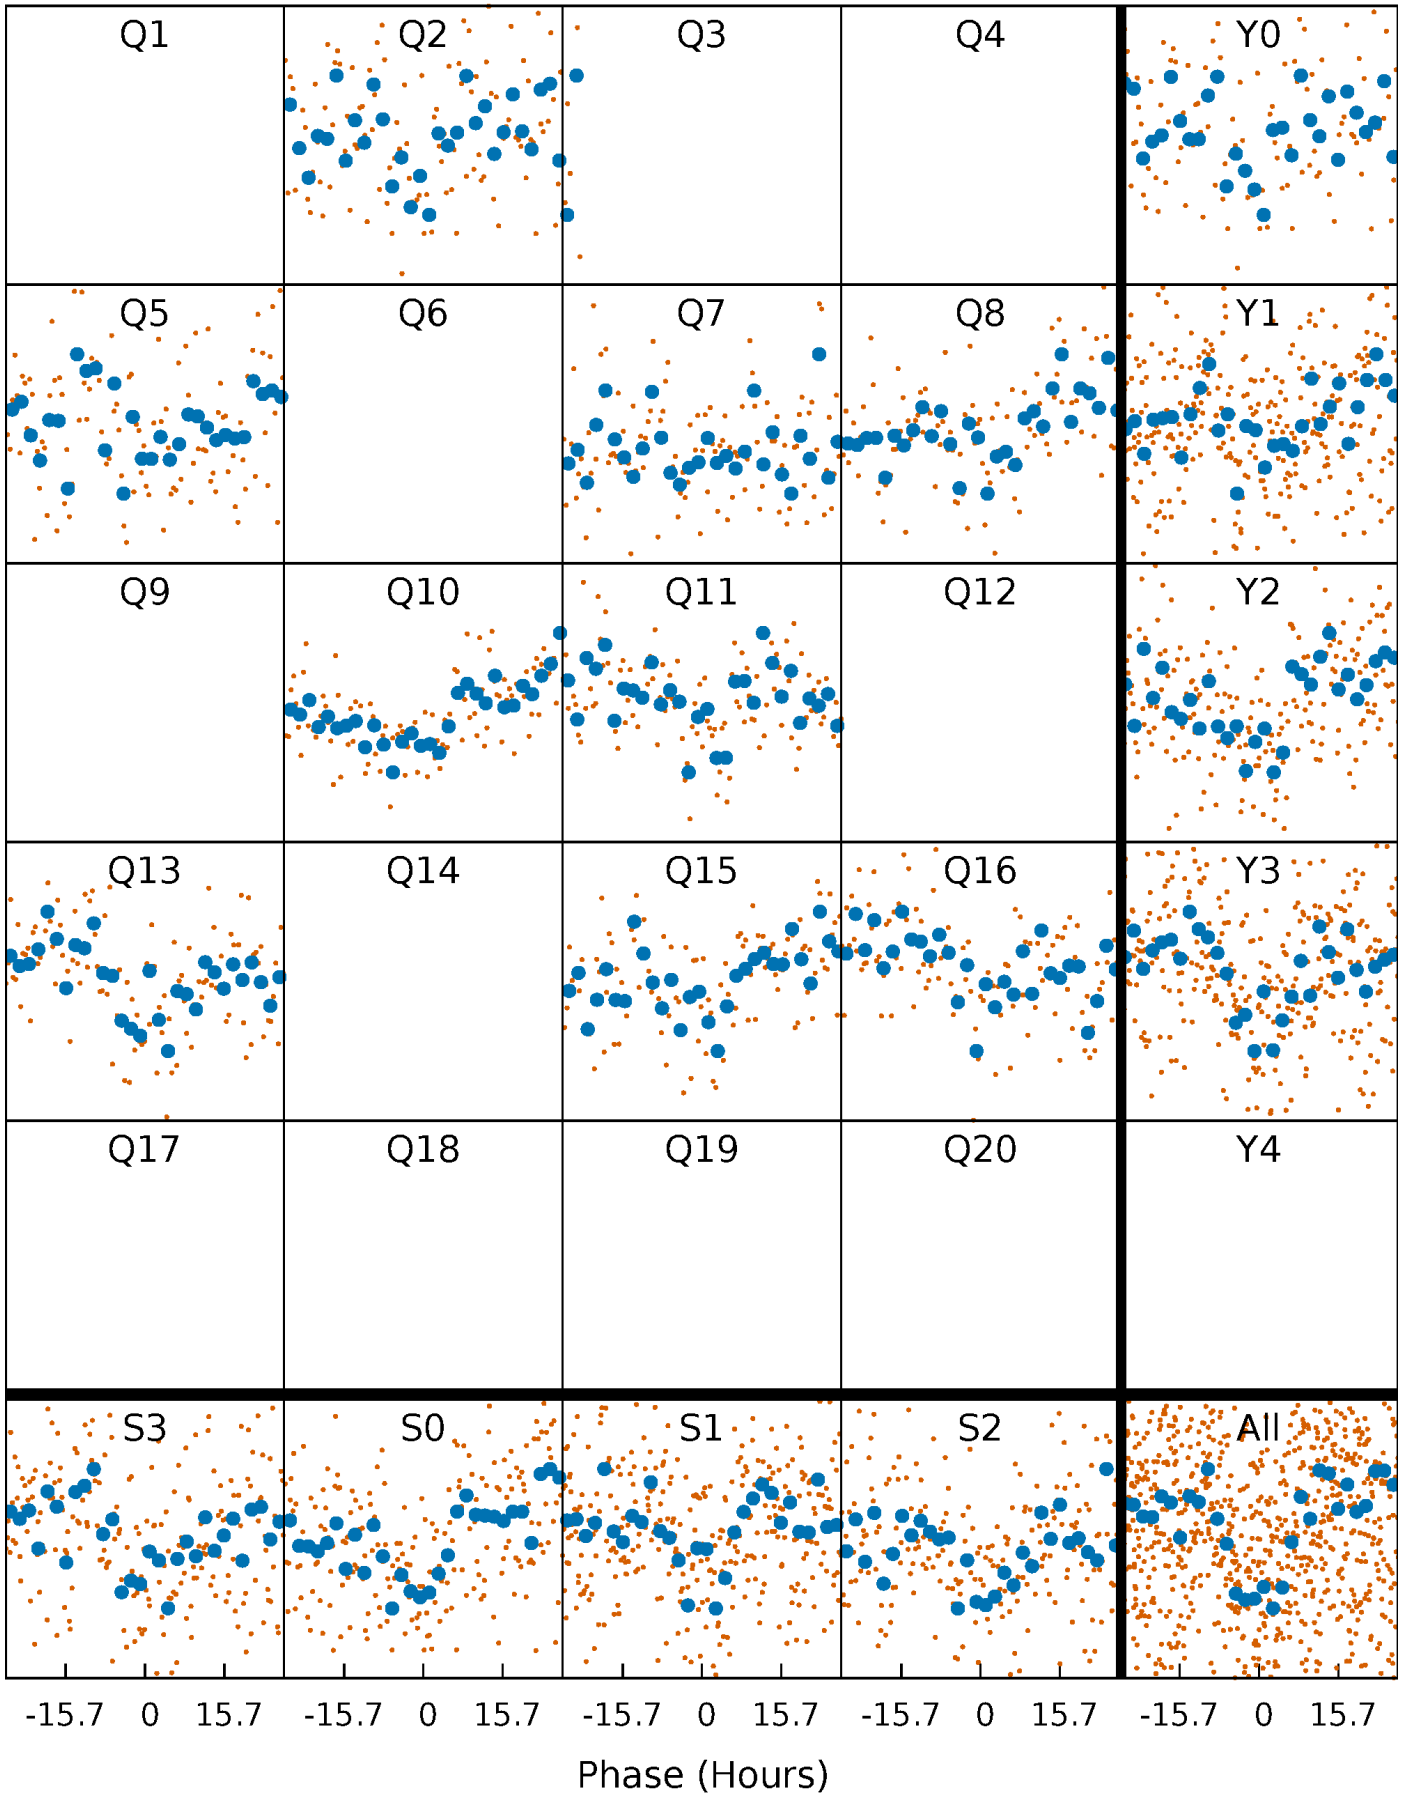 Q1 Q2 Q3 Q4 Y0
Q5 Q6 Q7 Q8 Y1
Q9 Q10 Q11 Q12 Y2
Q13 Q14 Q15 Q16 Y3
Q17 Q18 Q19 Q20 Y4
S3 S0 S1 S2 All
-15.7 0 15.7 -15.7 0 15.7 -15.7 0 15.7 -15.7 0 15.7 -15.7 0 15.7
Phase (Hours)